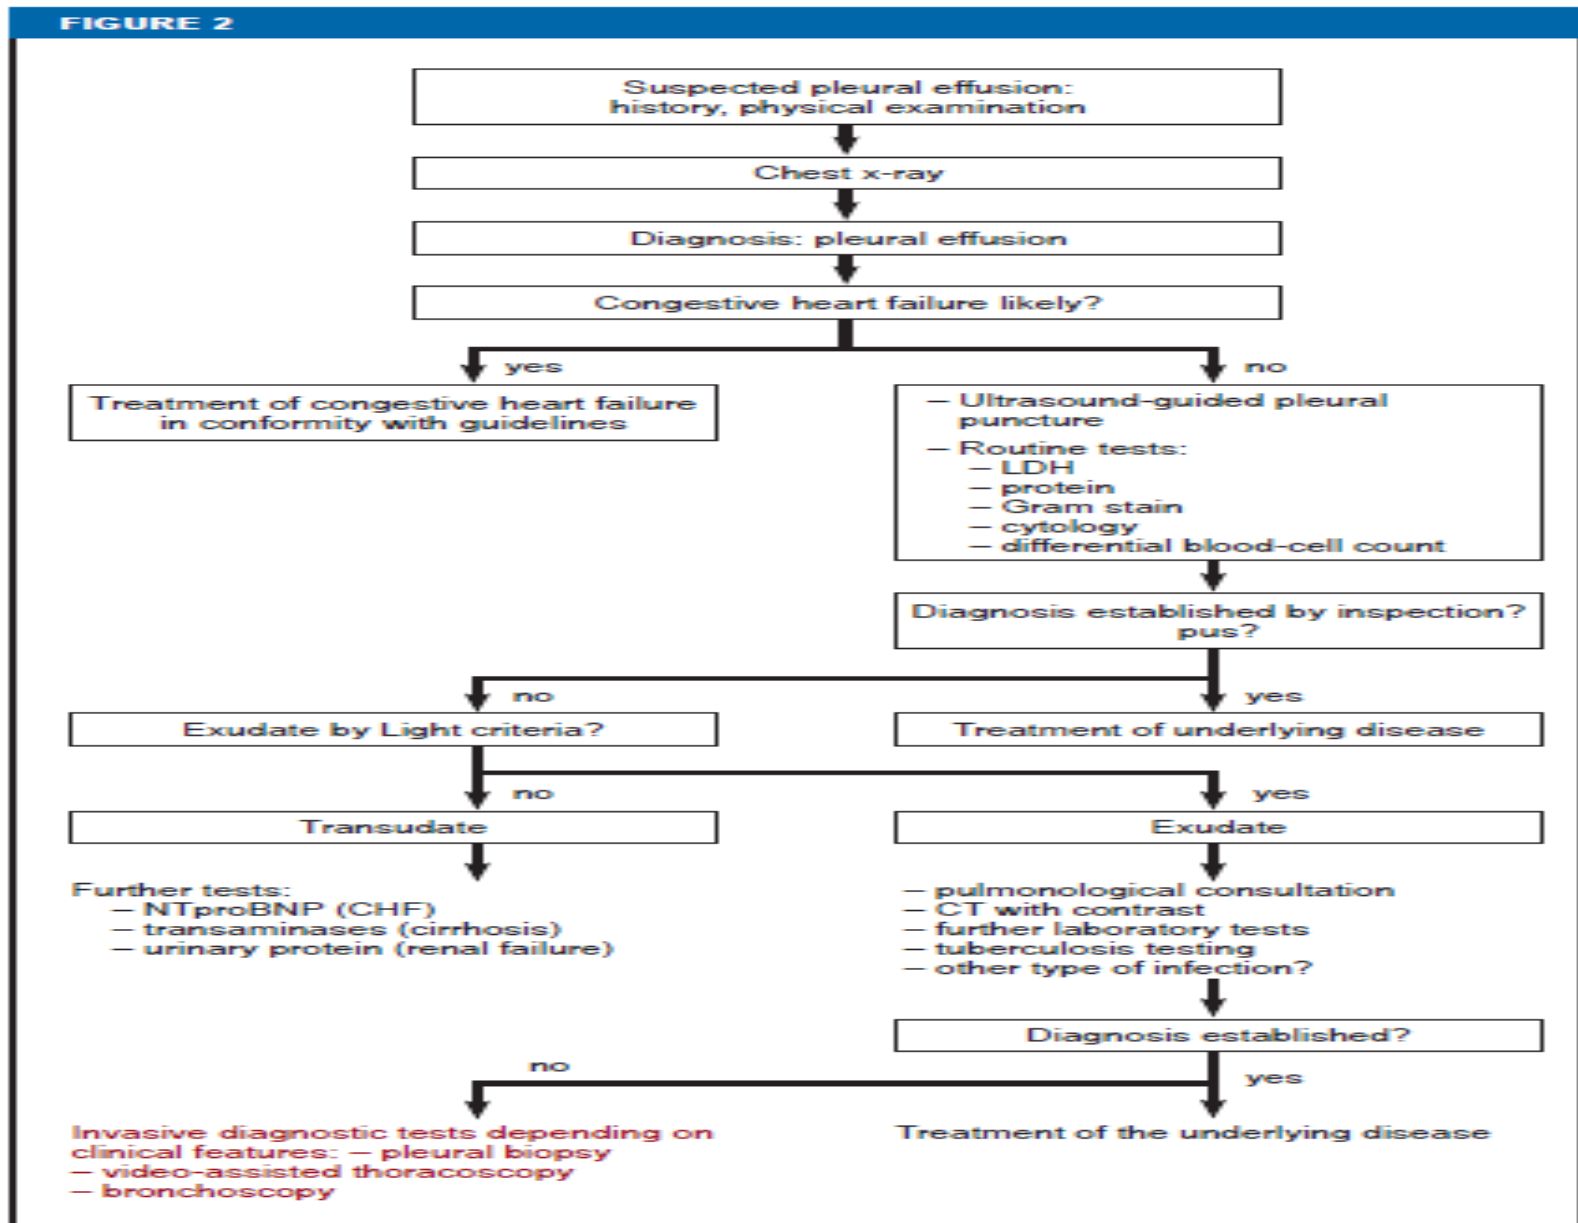 FIGURE 2
Suspected pleural effusion:
history, physical examination
Chest x-ray
Diagnosis: pleural effusion
Congestive heart failure likely?
yes
no
Treatment of congestive heart failure
in conformity with guidelines
– Ultrasound-guided pleural
puncture
– Routine tests:
– LDH
– protein
– Gram stain
– cytology
– differential blood-cell count
Diagnosis established by inspection?
pus?
no
yes
Exudate by Light criteria?
Treatment of underlying disease
no
yes
Transudate
Exudate
Further tests:
– NTproBNP (CHF)
– transaminases (cirrhosis)
– urinary protein (renal failure)
– pulmonological consultation
– CT with contrast
– further laboratory tests
– tuberculosis testing
– other type of infection?
Diagnosis established?
no
yes
Invasive diagnostic tests depending on
clinical features: – pleural biopsy
– video-assisted thoracoscopy
– bronchoscopy
Treatment of the underlying disease